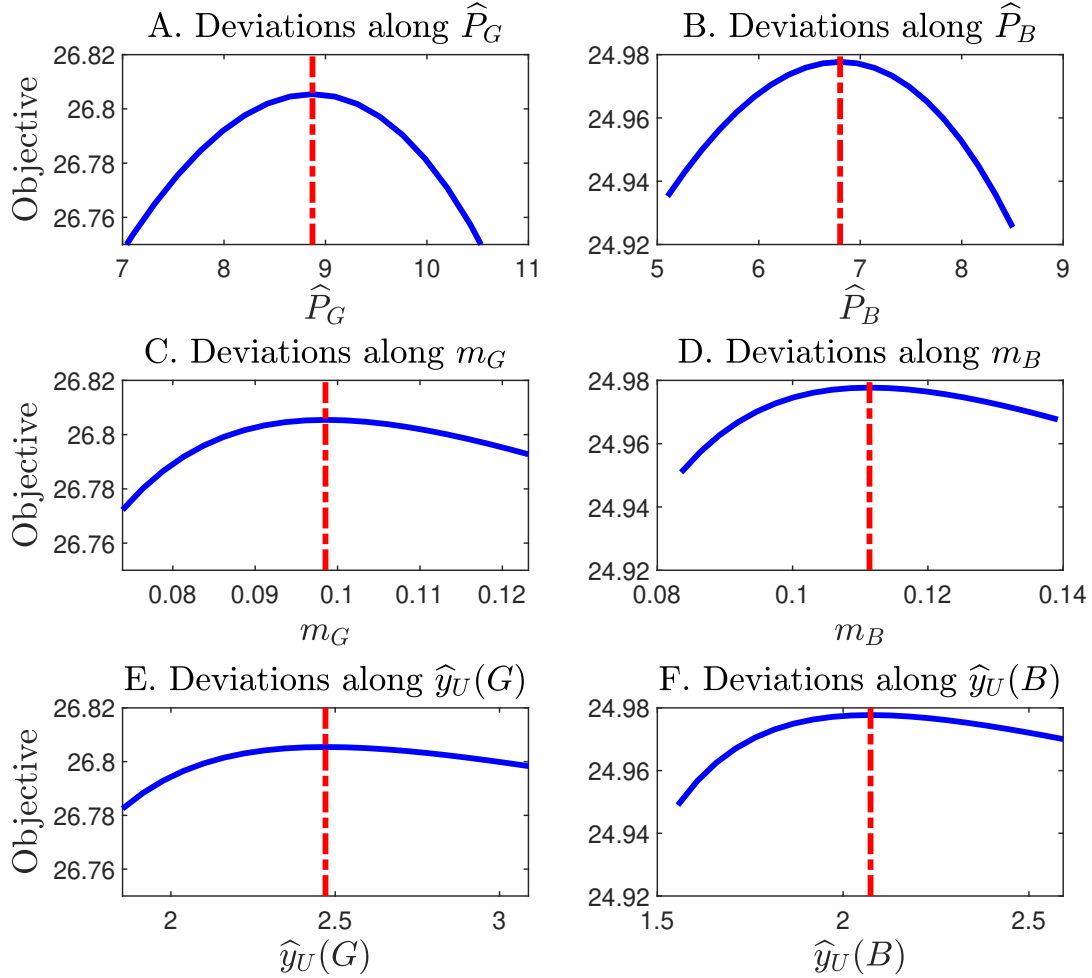 A. Deviations along P̂_G
B. Deviations along P̂_B
Objective
26.82
26.8
26.78
26.76
7 8 9 10 11
P̂_G
24.98
24.96
24.94
24.92
5 6 7 8 9
P̂_B
C. Deviations along m_G
D. Deviations along m_B
Objective
26.82
26.8
26.78
26.76
0.08 0.09 0.1 0.11 0.12
m_G
24.98
24.96
24.94
24.92
0.08 0.1 0.12 0.14
m_B
E. Deviations along ŷ_U(G)
F. Deviations along ŷ_U(B)
Objective
26.82
26.8
26.78
26.76
2 2.5 3
ŷ_U(G)
24.98
24.96
24.94
24.92
1.5 2 2.5
ŷ_U(B)